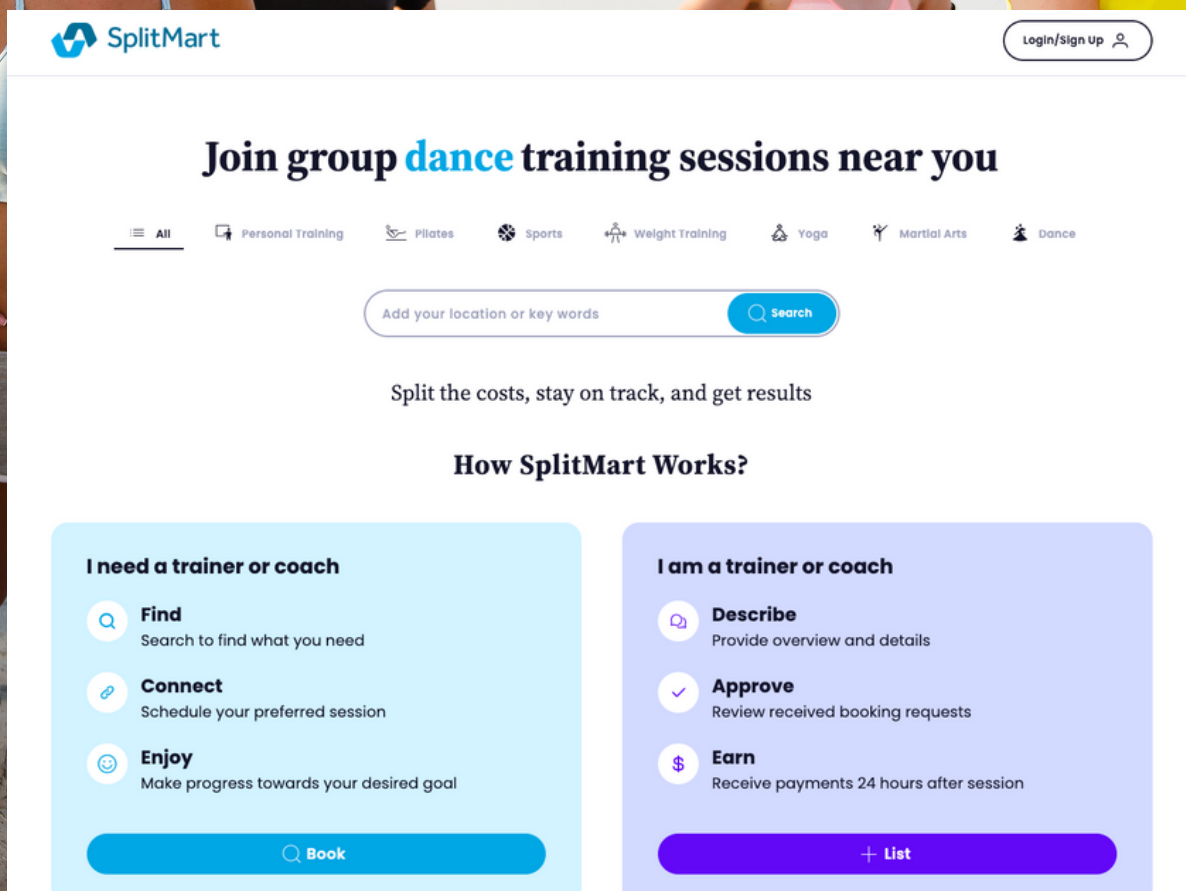 SplitMart
Login/Sign Up
Join group dance training sessions near you
All Personal Training Pilates Sports Weight Training Yoga Martial Arts Dance
Add your location or key words Search
Split the costs, stay on track, and get results
How SplitMart Works?
I need a trainer or coach
Find
Search to find what you need
Connect
Schedule your preferred session
Enjoy
Make progress towards your desired goal
Book
I am a trainer or coach
Describe
Provide overview and details
Approve
Review received booking requests
Earn
Receive payments 24 hours after session
List